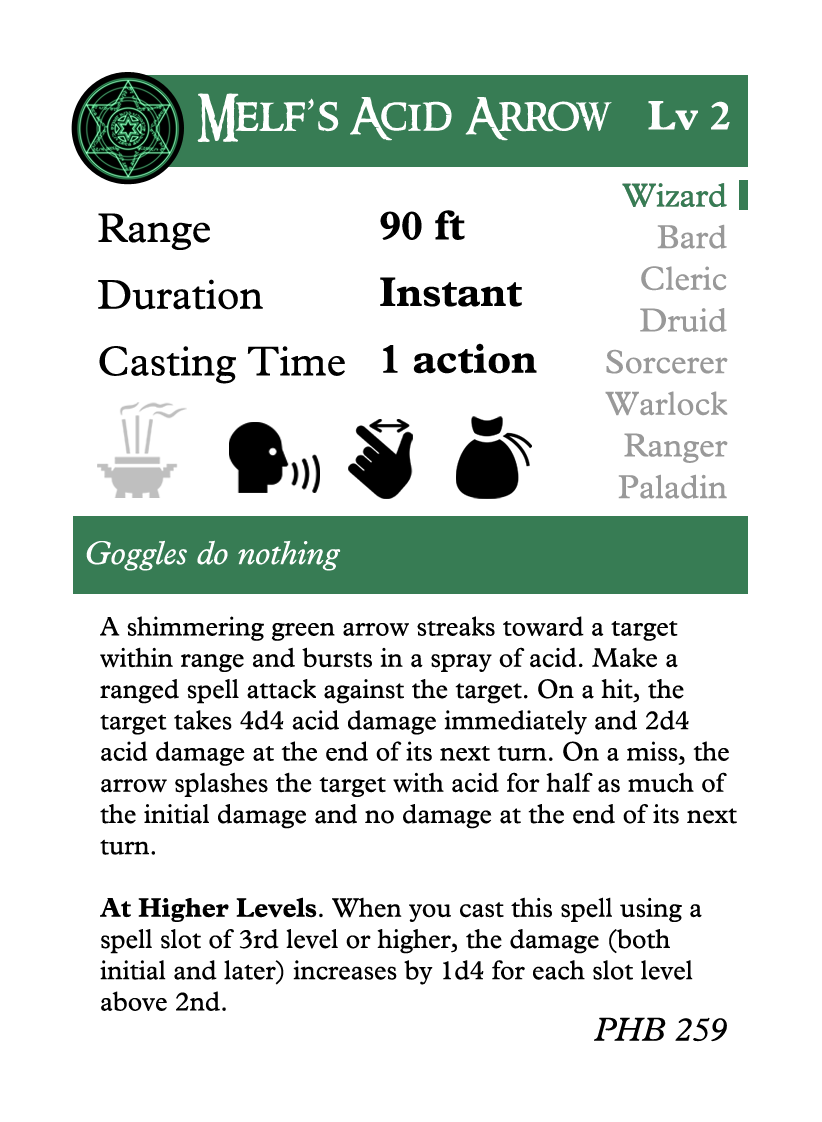 Melf's Acid Arrow Lv 2
Range 90 ft
Duration Instant
Casting Time 1 action
Wizard
Bard
Cleric
Druid
Sorcerer
Warlock
Ranger
Paladin
Goggles do nothing
A shimmering green arrow streaks toward a target
within range and bursts in a spray of acid. Make a
ranged spell attack against the target. On a hit, the
target takes 4d4 acid damage immediately and 2d4
acid damage at the end of its next turn. On a miss, the
arrow splashes the target with acid for half as much of
the initial damage and no damage at the end of its next
turn.
At Higher Levels. When you cast this spell using a
spell slot of 3rd level or higher, the damage (both
initial and later) increases by 1d4 for each slot level
above 2nd.
PHB 259